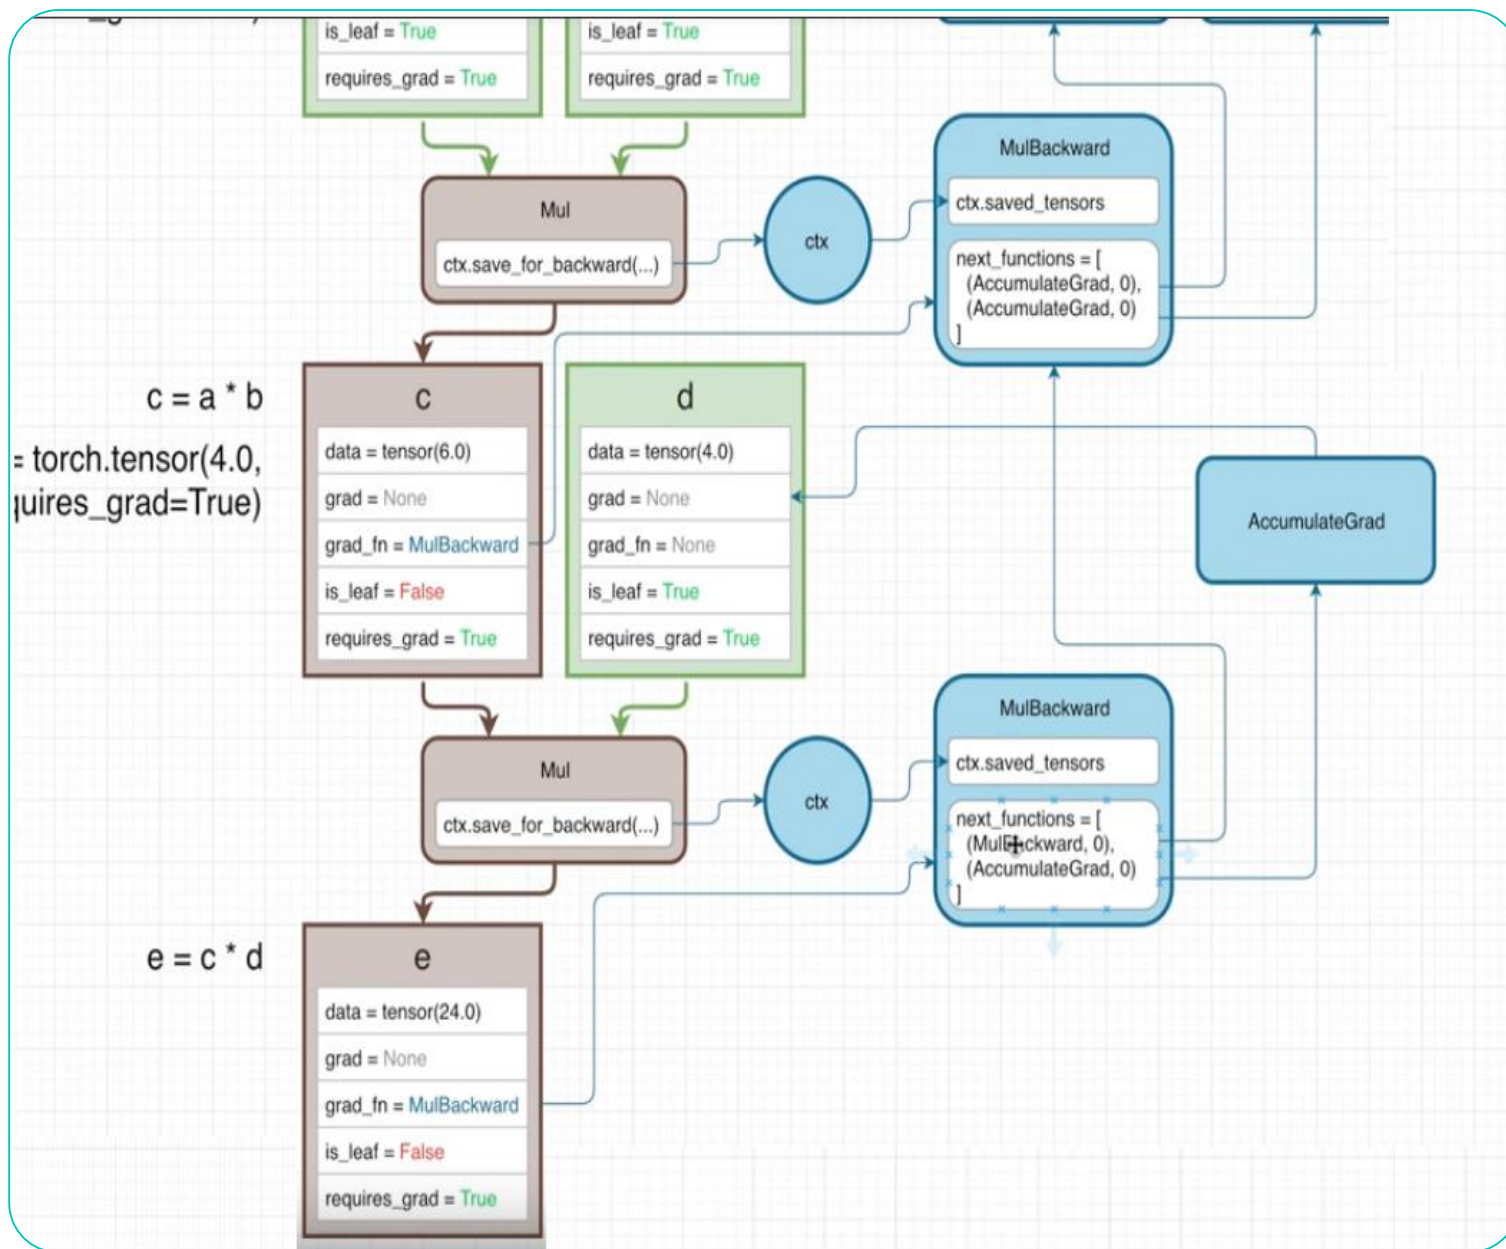 is_leaf = True
requires_grad = True
is_leaf = True
requires_grad = True
Mul
ctx.save_for_backward(...)
ctx
MulBackward
ctx.saved_tensors
next_functions = [
(AccumulateGrad, 0),
(AccumulateGrad, 0)
]
c = a * b
= torch.tensor(4.0,
quires_grad=True)
c
data = tensor(6.0)
grad = None
grad_fn = MulBackward
is_leaf = False
requires_grad = True
d
data = tensor(4.0)
grad = None
grad_fn = None
is_leaf = True
requires_grad = True
AccumulateGrad
Mul
ctx.save_for_backward(...)
ctx
MulBackward
ctx.saved_tensors
next_functions = [
(MulBackward, 0),
(AccumulateGrad, 0)
]
e = c * d
e
data = tensor(24.0)
grad = None
grad_fn = MulBackward
is_leaf = False
requires_grad = True